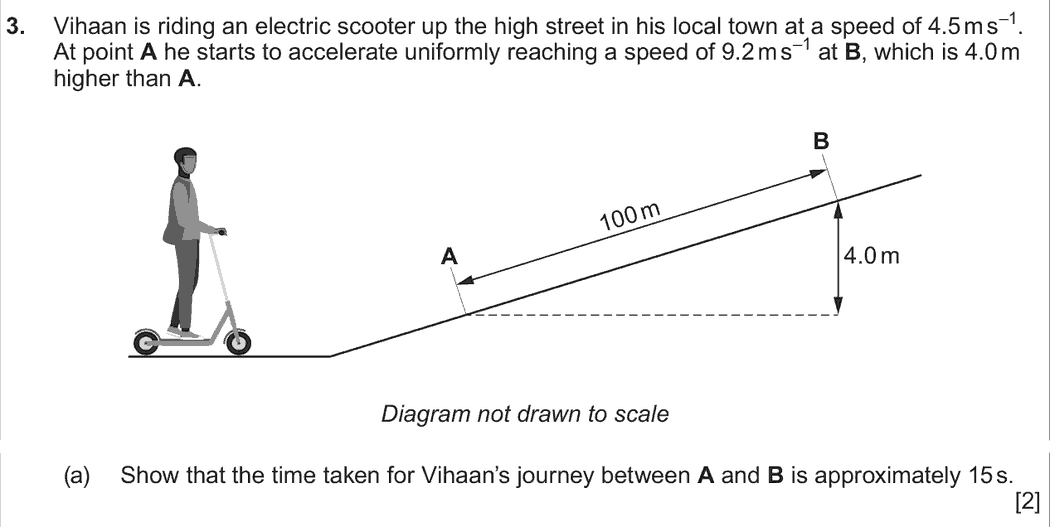 3. Vihaan is riding an electric scooter up the high street in his local town at a speed of 4.5 m s⁻¹.
At point A he starts to accelerate uniformly reaching a speed of 9.2 m s⁻¹ at B, which is 4.0 m
higher than A.
B
100 m
A
4.0 m
Diagram not drawn to scale
(a) Show that the time taken for Vihaan's journey between A and B is approximately 15 s.
[2]